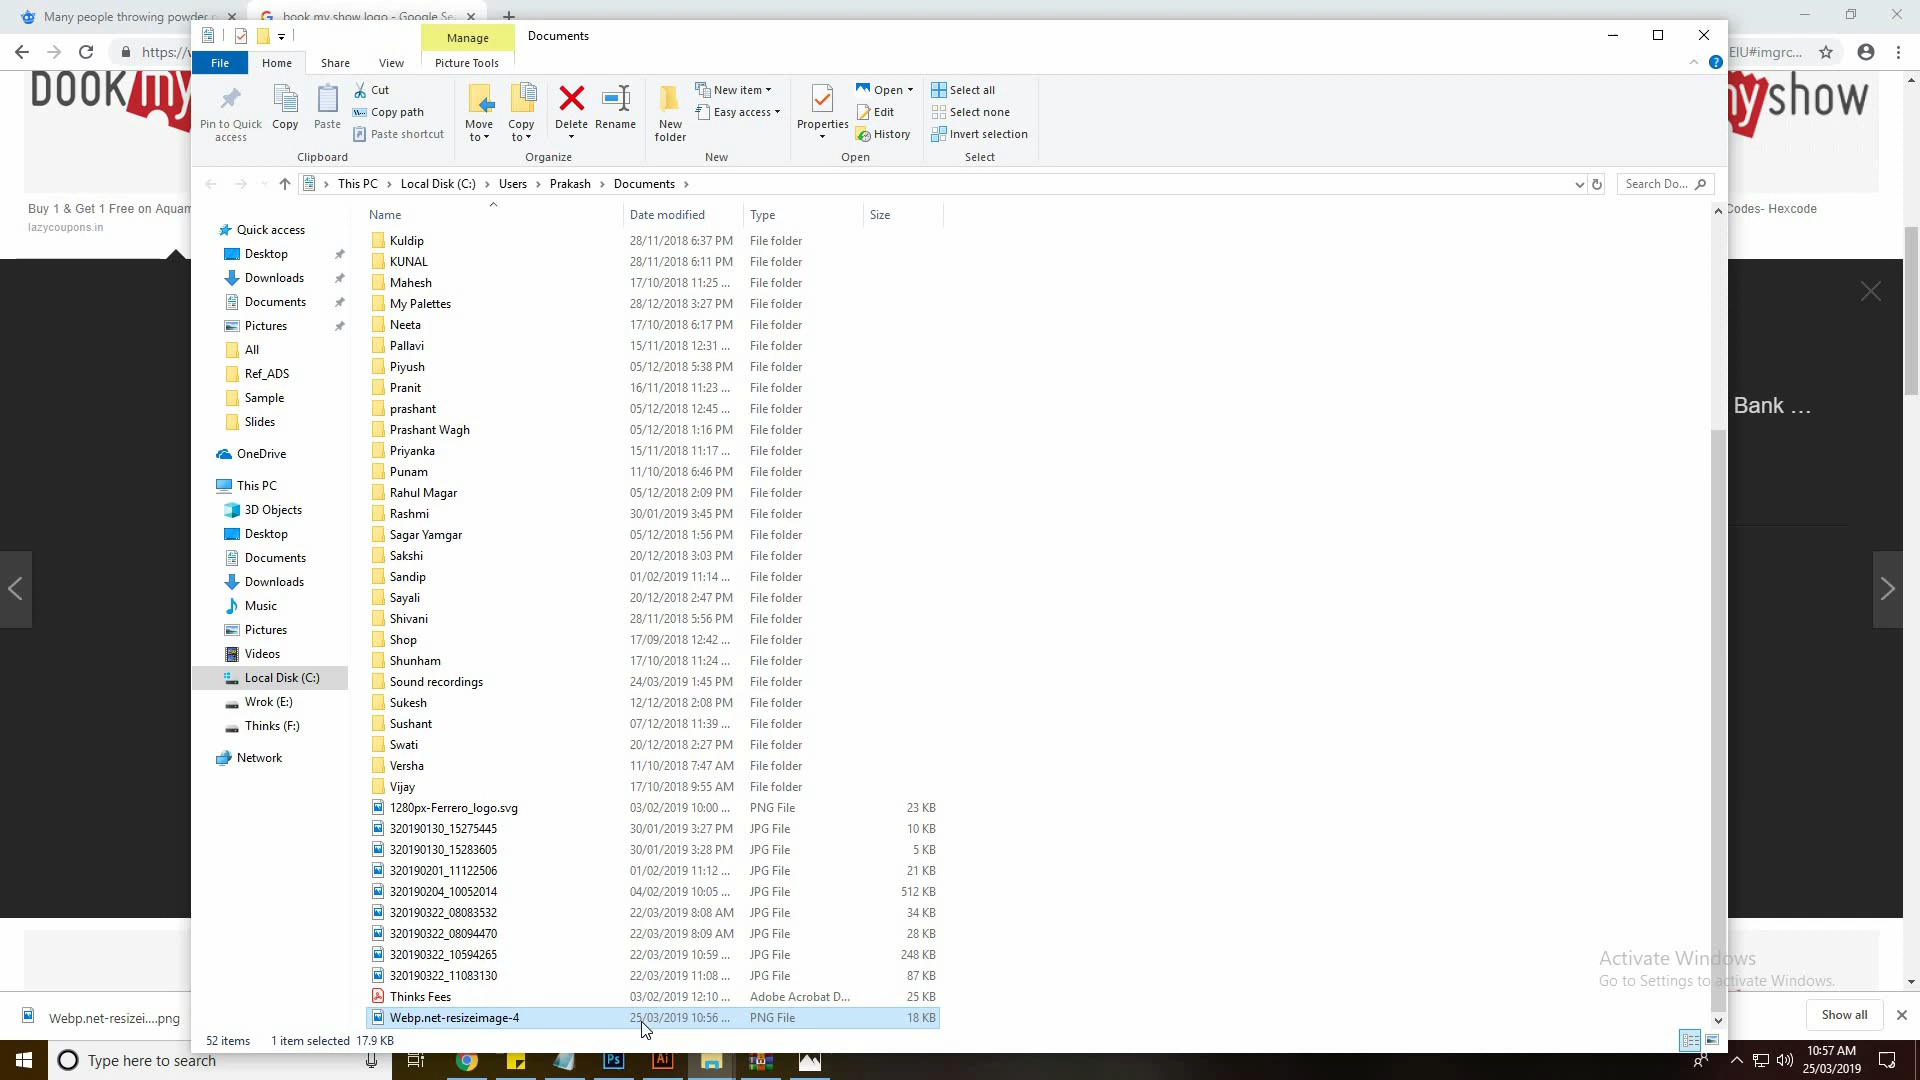 Many people throwing powder
book my show logo - Google Se
Manage
Documents
https://
EIU#imgrc...
File
Home
Share
View
Picture Tools
Pin to Quick access
Copy
Paste
Cut
Copy path
Paste shortcut
Clipboard
Move to
Copy to
Delete
Rename
Organize
New folder
New item
Easy access
New
Properties
Open
Edit
History
Open
Select all
Select none
Invert selection
Select
BOOK my
myshow
This PC > Local Disk (C:) > Users > Prakash > Documents >
Search Do...
Buy 1 & Get 1 Free on Aquam
lazycoupons.in
Codes- Hexcode
Bank ...
Quick access
Desktop
Downloads
Documents
Pictures
All
Ref_ADS
Sample
Slides
OneDrive
This PC
3D Objects
Desktop
Documents
Downloads
Music
Pictures
Videos
Local Disk (C:)
Wrok (E:)
Thinks (F:)
Network
Name Date modified Type Size
Kuldip 28/11/2018 6:37 PM File folder
KUNAL 28/11/2018 6:11 PM File folder
Mahesh 17/10/2018 11:25 ... File folder
My Palettes 28/12/2018 3:27 PM File folder
Neeta 17/10/2018 6:17 PM File folder
Pallavi 15/11/2018 12:31 ... File folder
Piyush 05/12/2018 5:38 PM File folder
Pranit 16/11/2018 11:23 ... File folder
prashant 05/12/2018 12:45 ... File folder
Prashant Wagh 05/12/2018 1:16 PM File folder
Priyanka 15/11/2018 11:17 ... File folder
Punam 11/10/2018 6:46 PM File folder
Rahul Magar 05/12/2018 2:09 PM File folder
Rashmi 30/01/2019 3:45 PM File folder
Sagar Yamgar 05/12/2018 1:56 PM File folder
Sakshi 20/12/2018 3:03 PM File folder
Sandip 01/02/2019 11:14 ... File folder
Sayali 20/12/2018 2:47 PM File folder
Shivani 28/11/2018 5:56 PM File folder
Shop 17/09/2018 12:42 ... File folder
Shunham 17/10/2018 11:24 ... File folder
Sound recordings 24/03/2019 1:45 PM File folder
Sukesh 12/12/2018 2:08 PM File folder
Sushant 07/12/2018 11:39 ... File folder
Swati 20/12/2018 2:27 PM File folder
Versha 11/10/2018 7:47 AM File folder
Vijay 17/10/2018 9:55 AM File folder
1280px-Ferrero_logo.svg 03/02/2019 10:00 ... PNG File 23 KB
320190130_15275445 30/01/2019 3:27 PM JPG File 10 KB
320190130_15283605 30/01/2019 3:28 PM JPG File 5 KB
320190201_11122506 01/02/2019 11:12 ... JPG File 21 KB
320190204_10052014 04/02/2019 10:05 ... JPG File 512 KB
320190322_08083532 22/03/2019 8:08 AM JPG File 34 KB
320190322_08094470 22/03/2019 8:09 AM JPG File 28 KB
320190322_10594265 22/03/2019 10:59 ... JPG File 248 KB
320190322_11083130 22/03/2019 11:08 ... JPG File 87 KB
Thinks Fees 03/02/2019 12:10 ... Adobe Acrobat D... 25 KB
Webp.net-resizeimage-4 25/03/2019 10:56 ... PNG File 18 KB
52 items 1 item selected 17.9 KB
Activate Windows
Go to Settings to activate Windows.
Webp.net-resizei....png
Show all
Type here to search
Ps
Ai
10:57 AM
25/03/2019